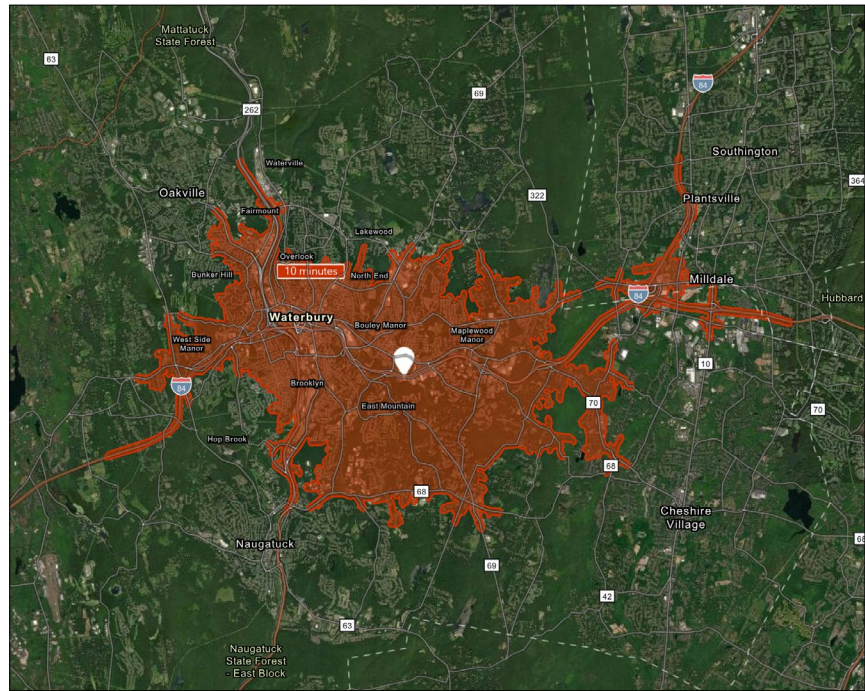 Mattatuck
State Forest
63
84
262
69
Southington
Waterville
364
Oakville
322
Plantsville
Fairmount
Lakewood
Overlook
10 minutes
Bunker Hill
North End
Milldale
84
Hubbard
Waterbury
Bouley Manor
Maplewood
Manor
West Side
Manor
10
84
Brooklyn
70
East Mountain
70
Hop Brook
68
68
Cheshire
Village
68
Naugatuck
69
42
63
Naugatuck
State Forest
- East Block